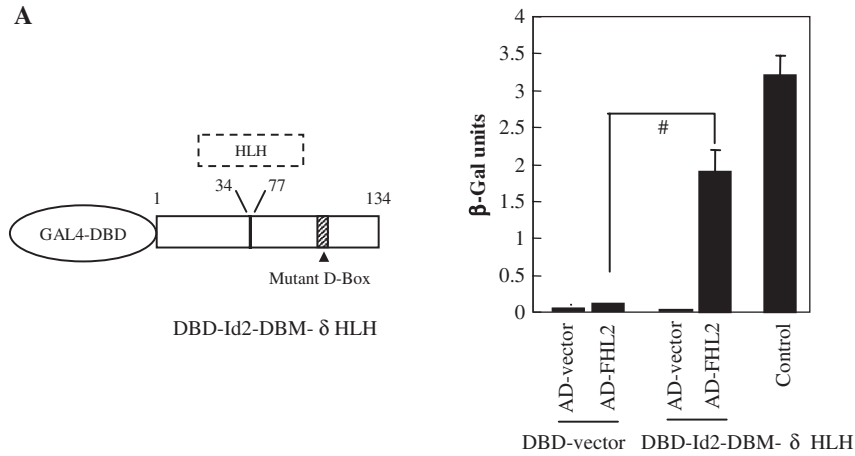 A
HLH
34 77
1 134
GAL4-DBD
Mutant D-Box
DBD-Id2-DBM- δ HLH
β-Gal units
4
3.5
3
2.5
2
1.5
1
0.5
0
#
AD-vector
AD-FHL2
AD-vector
AD-FHL2
Control
DBD-vector DBD-Id2-DBM- δ HLH